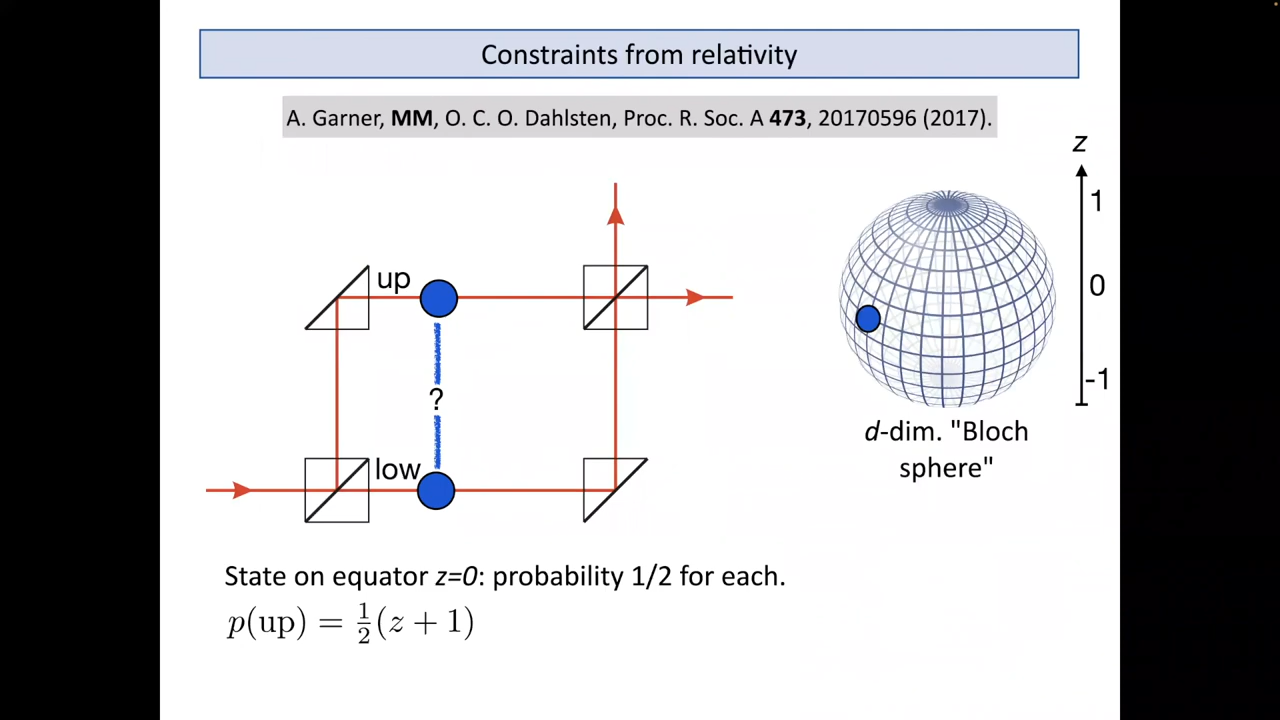 Constraints from relativity
A. Garner, MM, O. C. O. Dahlsten, Proc. R. Soc. A 473, 20170596 (2017).
z
1
up
0
?
-1
d-dim. "Bloch
sphere"
low
State on equator z=0: probability 1/2 for each.
p(up) = ½(z + 1)